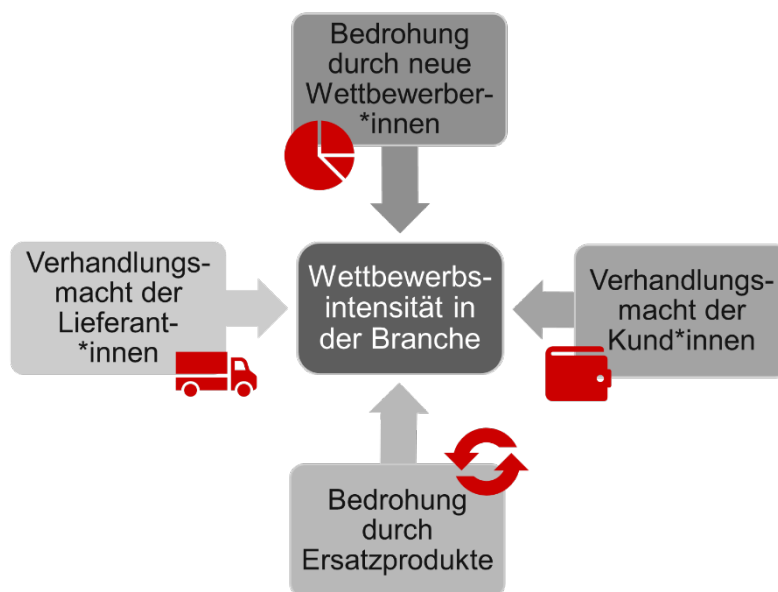 Bedrohung
durch neue
Wettbewerber-
*innen
Verhandlungs-
macht der
Lieferant-
*innen
Wettbewerbs-
intensität in
der Branche
Verhandlungs-
macht der
Kund*innen
Bedrohung
durch
Ersatzprodukte